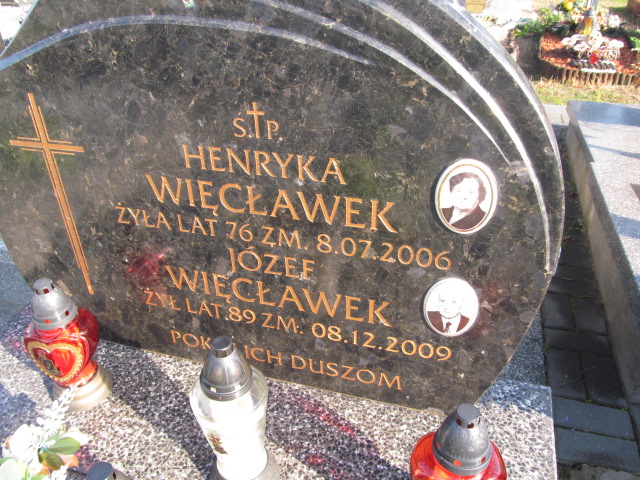 Ś.†P.
HENRYKA
WIĘCŁAWEK
ŻYŁA LAT 76 ZM. 8.07.2006
JÓZEF
WIĘCŁAWEK
ŻYŁ LAT.89 ZM. 08.12.2009
POKÓJ ICH DUSZOM